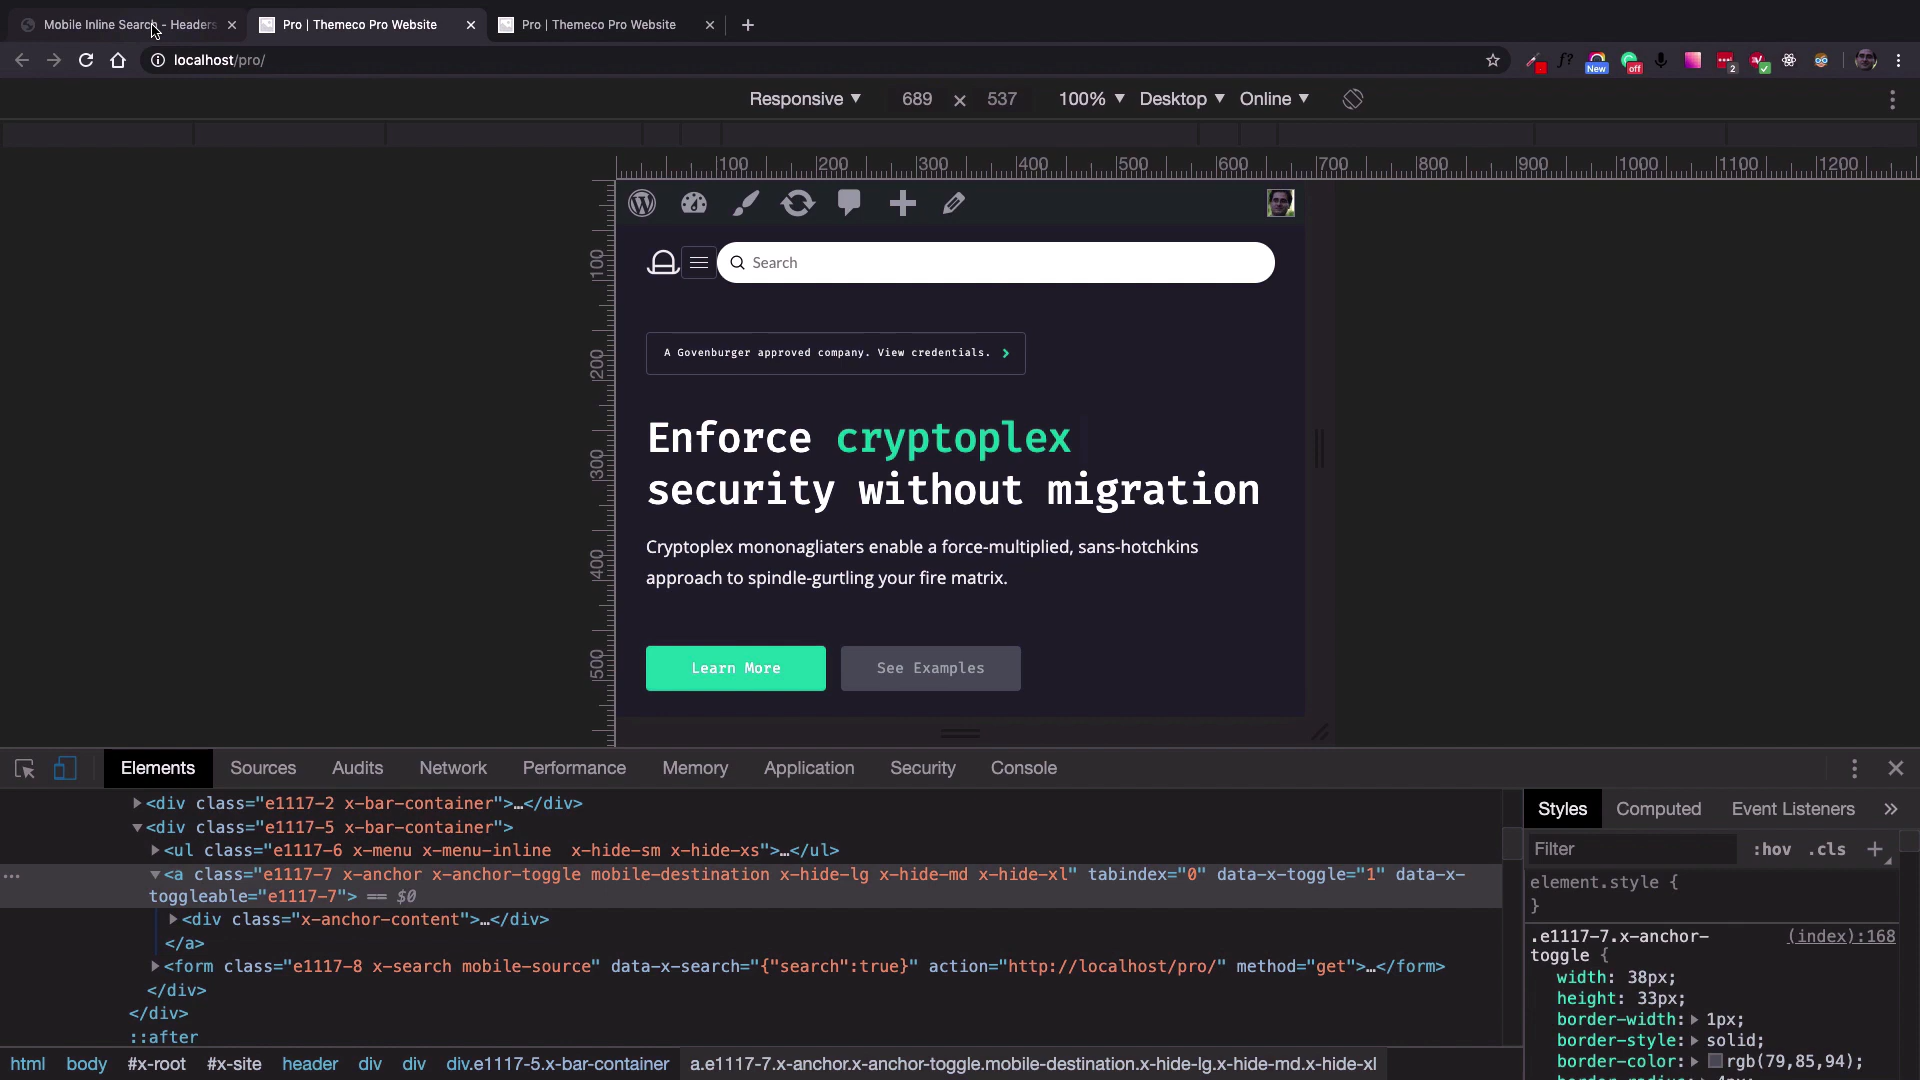 Mobile Inline Search - Headers
Pro | Themeco Pro Website
Pro | Themeco Pro Website
localhost/pro/
New
off
2
Responsive 689 × 537 100% Desktop Online
100 200 300 400 500 600 700 800 900 1000 1100 1200
100
200
300
400
500
Search
A Govenburger approved company. View credentials.
Enforce cryptoplex
security without migration
Cryptoplex mononagliaters enable a force-multiplied, sans-hotchkins
approach to spindle-gurtling your fire matrix.
Learn More See Examples
Elements Sources Audits Network Performance Memory Application Security Console
<div class="e1117-2 x-bar-container">…</div>
<div class="e1117-5 x-bar-container">
<ul class="e1117-6 x-menu x-menu-inline  x-hide-sm x-hide-xs">…</ul>
<a class="e1117-7 x-anchor x-anchor-toggle mobile-destination x-hide-lg x-hide-md x-hide-xl" tabindex="0" data-x-toggle="1" data-x-
toggleable="e1117-7"> == $0
<div class="x-anchor-content">…</div>
</a>
<form class="e1117-8 x-search mobile-source" data-x-search="{"search":true}" action="http://localhost/pro/" method="get">…</form>
</div>
</div>
::after
html body #x-root #x-site header div div div.e1117-5.x-bar-container a.e1117-7.x-anchor.x-anchor-toggle.mobile-destination.x-hide-lg.x-hide-md.x-hide-xl
Styles Computed Event Listeners »
Filter :hov .cls +
element.style {
}
.e1117-7.x-anchor- (index):168
toggle {
width: 38px;
height: 33px;
border-width: 1px;
border-style: solid;
border-color: rgb(79,85,94);